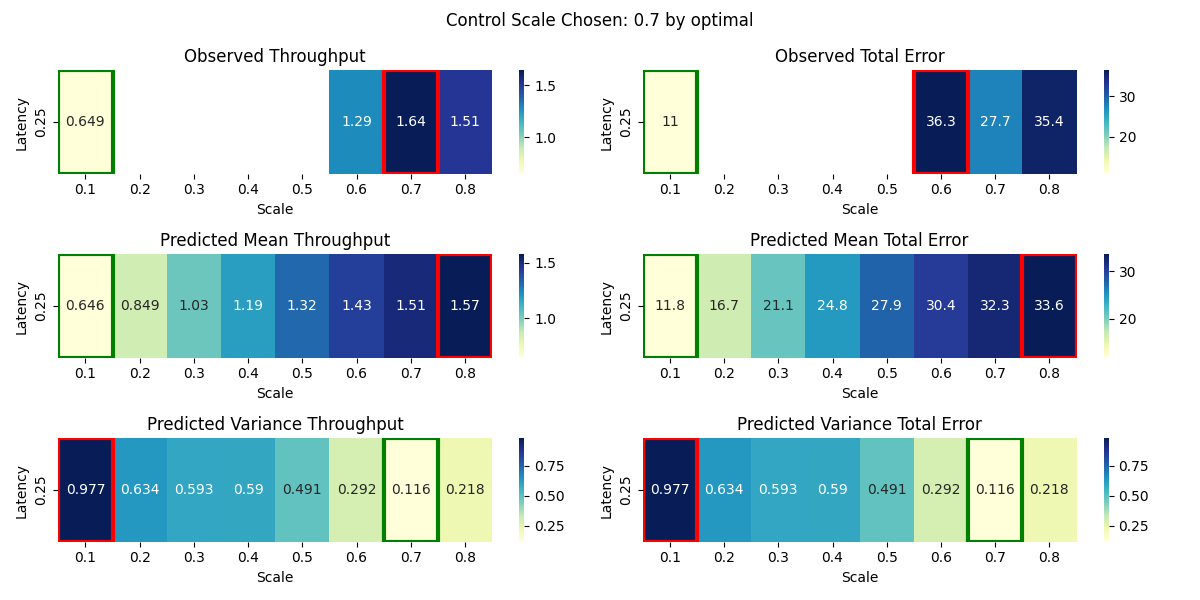 Control Scale Chosen: 0.7 by optimal
Observed Throughput
Latency
0.25
0.649 1.29 1.64 1.51
0.1 0.2 0.3 0.4 0.5 0.6 0.7 0.8
Scale
1.5
1.0
Observed Total Error
Latency
0.25
11 36.3 27.7 35.4
0.1 0.2 0.3 0.4 0.5 0.6 0.7 0.8
Scale
30
20
Predicted Mean Throughput
Latency
0.25
0.646 0.849 1.03 1.19 1.32 1.43 1.51 1.57
0.1 0.2 0.3 0.4 0.5 0.6 0.7 0.8
Scale
1.5
1.0
Predicted Mean Total Error
Latency
0.25
11.8 16.7 21.1 24.8 27.9 30.4 32.3 33.6
0.1 0.2 0.3 0.4 0.5 0.6 0.7 0.8
Scale
30
20
Predicted Variance Throughput
Latency
0.25
0.977 0.634 0.593 0.59 0.491 0.292 0.116 0.218
0.1 0.2 0.3 0.4 0.5 0.6 0.7 0.8
Scale
0.75
0.50
0.25
Predicted Variance Total Error
Latency
0.25
0.977 0.634 0.593 0.59 0.491 0.292 0.116 0.218
0.1 0.2 0.3 0.4 0.5 0.6 0.7 0.8
Scale
0.75
0.50
0.25